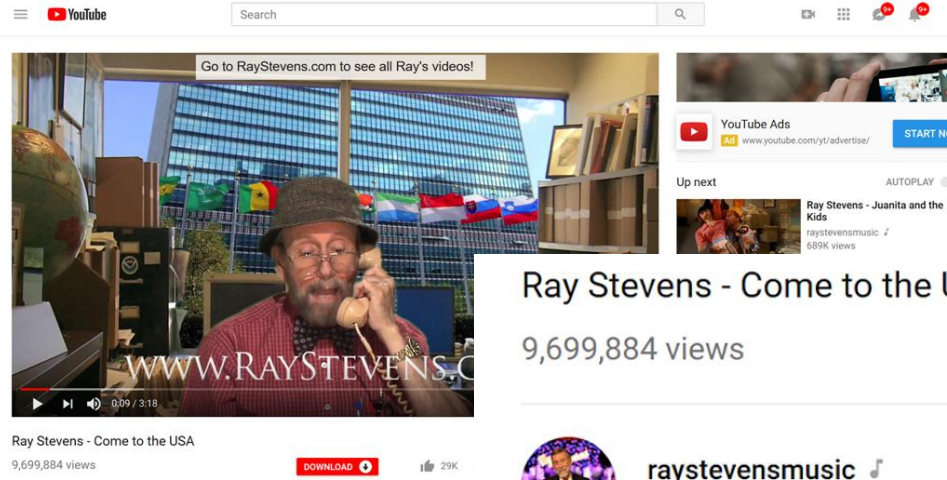 YouTube
Search
9+
9+
Go to RayStevens.com to see all Ray's videos!
WWW.RAYSTEVENS.C
0:09 / 3:18
YouTube Ads
Ad www.youtube.com/yt/advertise/
START N
Up next
AUTOPLAY
Ray Stevens - Juanita and the
Kids
raystevensmusic
689K views
Ray Stevens - Come to the USA
9,699,884 views
DOWNLOAD
29K
Ray Stevens - Come to the U
9,699,884 views
raystevensmusic